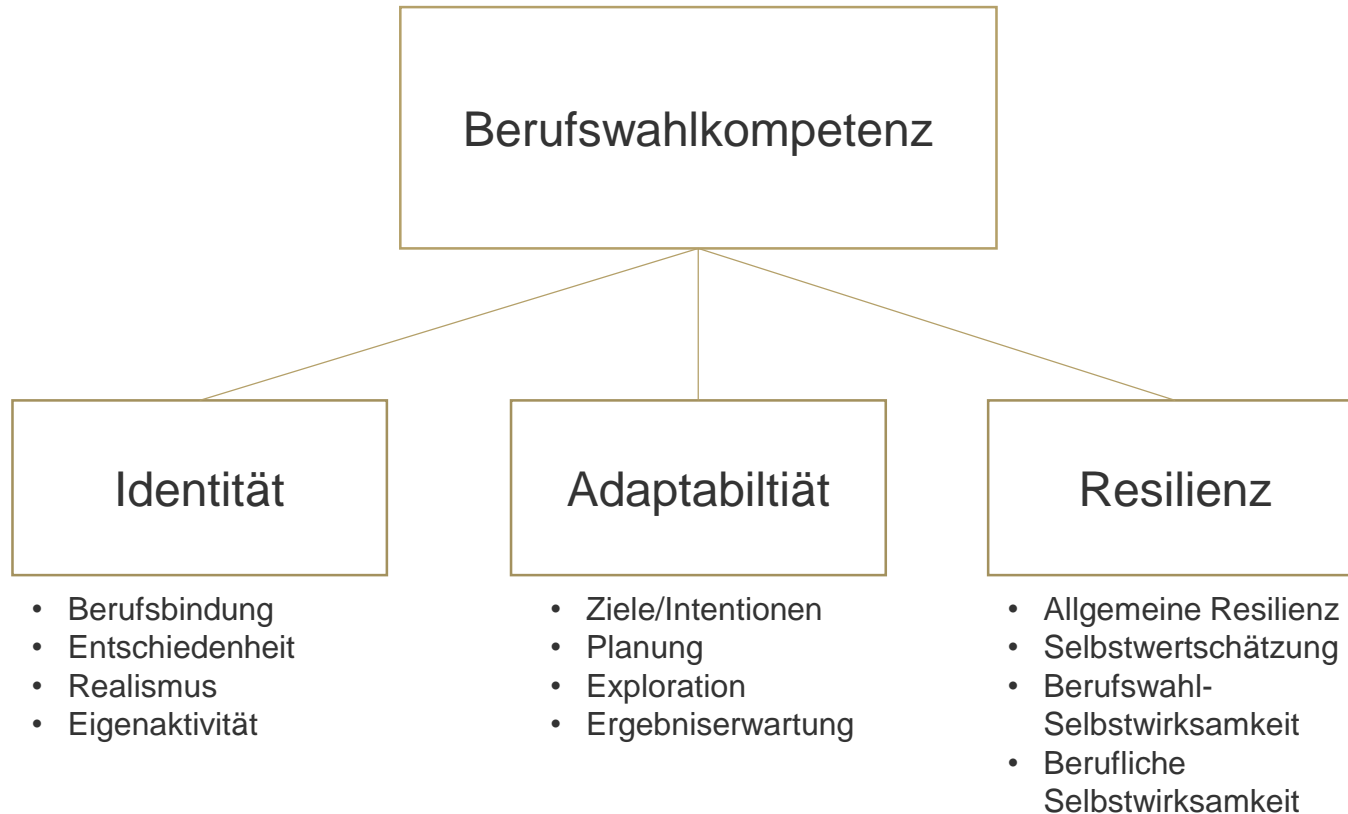 Berufswahlkompetenz
Identität
Adaptabiltiät
Resilienz
• Berufsbindung
• Entschiedenheit
• Realismus
• Eigenaktivität
• Ziele/Intentionen
• Planung
• Exploration
• Ergebniserwartung
• Allgemeine Resilienz
• Selbstwertschätzung
• Berufswahl-
Selbstwirksamkeit
• Berufliche
Selbstwirksamkeit